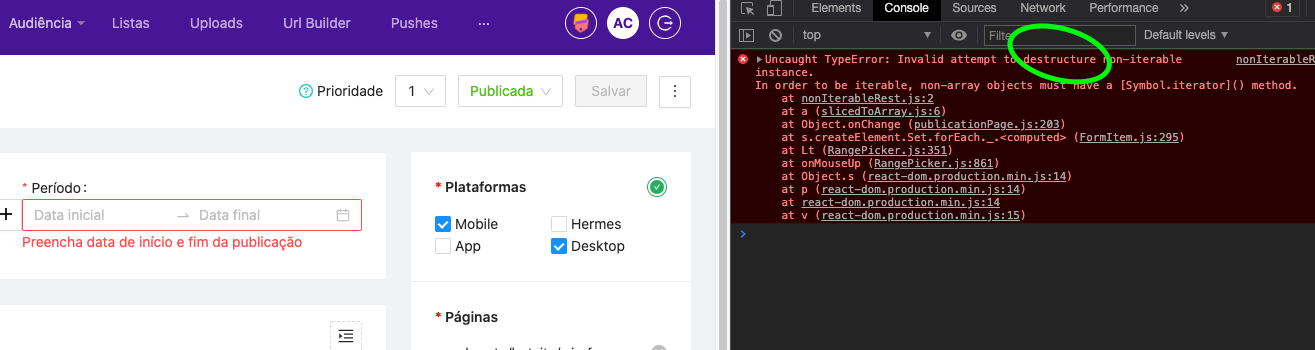 Audiência
Listas
Uploads
Url Builder
Pushes
···
AC
Prioridade
1
Publicada
Salvar
* Período:
Data inicial → Data final
Preencha data de início e fim da publicação
* Plataformas
Mobile
Hermes
App
Desktop
* Páginas
Elements
Console
Sources
Network
Performance
»
1
top
Default levels
Uncaught TypeError: Invalid attempt to destructure non-iterable
instance.
In order to be iterable, non-array objects must have a [Symbol.iterator]() method.
at nonIterableRest.js:2
at a (slicedToArray.js:6)
at Object.onChange (publicationPage.js:203)
at s.createElement.Set.forEach._.<computed> (FormItem.js:295)
at Lt (RangePicker.js:351)
at onMouseUp (RangePicker.js:861)
at Object.s (react-dom.production.min.js:14)
at p (react-dom.production.min.js:14)
at react-dom.production.min.js:14
at v (react-dom.production.min.js:15)